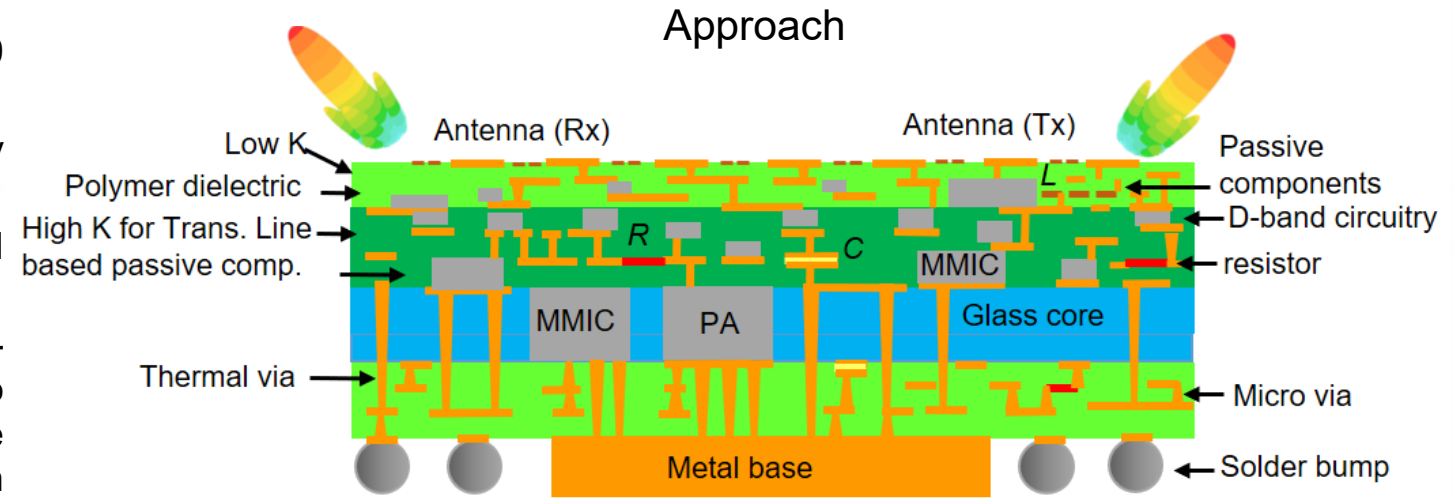 Approach
Antenna (Rx)
Antenna (Tx)
Low K
Polymer dielectric
High K for Trans. Line
based passive comp.
Thermal via
Passive
components
D-band circuitry
resistor
Micro via
Solder bump
L
R
C
MMIC
MMIC
PA
Glass core
Metal base